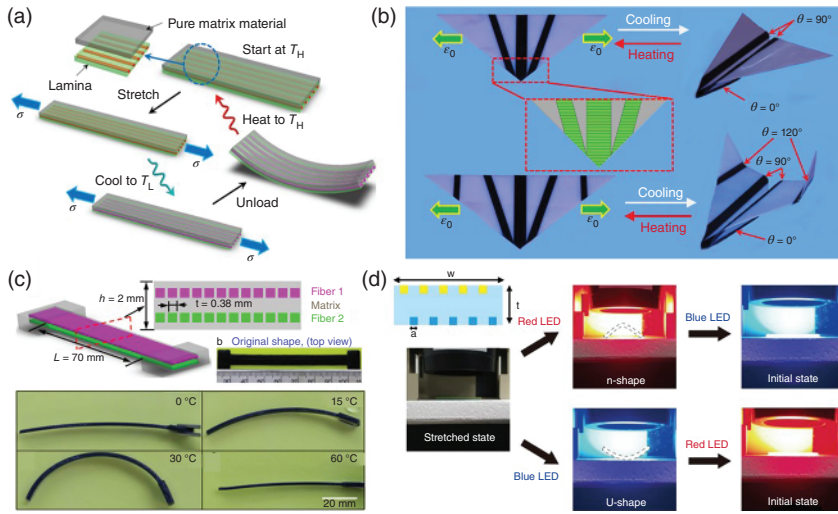 (a)
Pure matrix material
Lamina
Start at T_H
Stretch
σ
σ
Heat to T_H
Cool to T_L
Unload
σ
σ
(b)
ε₀
ε₀
Cooling
Heating
θ = 90°
θ = 0°
θ = 120°
θ = 90°
ε₀
ε₀
Cooling
Heating
θ = 0°
(c)
h = 2 mm
t = 0.38 mm
Fiber 1
Matrix
Fiber 2
L = 70 mm
b Original shape, (top view)
0 °C
15 °C
30 °C
60 °C
20 mm
(d)
w
t
a
Red LED
Blue LED
n-shape
Initial state
Stretched state
Blue LED
Red LED
U-shape
Initial state